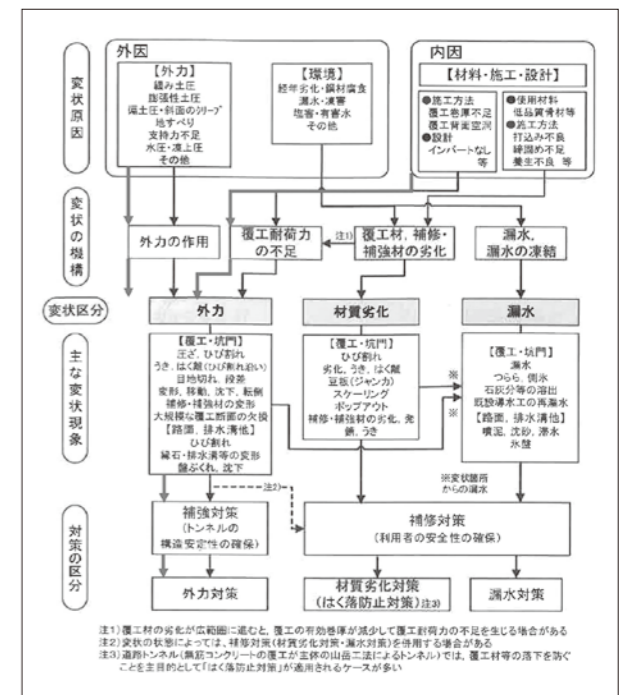 変状原因
外因
【外力】
緩み土圧
膨張性土圧
偏土圧・斜面のクリープ
地すべり
支持力不足
水圧・凍上圧
その他
【環境】
経年劣化・鋼材腐食
漏水・凍害
塩害・有害水
その他
内因
【材料・施工・設計】
●施工方法
覆工巻厚不足
覆工背面空洞
●設計
インバートなし
等
●使用材料
低品質骨材等
●施工方法
打込み不良
締固め不足
養生不良 等
変状の機構
外力の作用
覆工耐荷力
の不足
注1)
覆工材,補修・
補強材の劣化
漏水,
漏水の凍結
変状区分
外力
材質劣化
漏水
主な変状現象
【覆工・坑門】
圧ざ,ひび割れ
うき,はく離(ひび割れ沿い)
目地切れ,段差
変形,移動,沈下,転倒
補修・補強材の変形
大規模な覆工断面の欠損
【路面,排水溝他】
ひび割れ
縁石・排水溝等の変形
盤ぶくれ,沈下
【覆工・坑門】
ひび割れ
劣化,うき,はく離
豆板(ジャンカ)
スケーリング
ポップアウト
補修・補強材の劣化,発
錆,うき
※
※
【覆工・坑門】
漏水
つらら,側氷
石灰分等の溶出
既設導水工の再漏水
【路面,排水溝他】
噴泥,沈砂,滞水
氷盤
※変状箇所
からの漏水
対策の区分
注2)
補強対策
(トンネルの
構造安定性の確保)
補修対策
(利用者の安全性の確保)
外力対策
材質劣化対策
(はく落防止対策)注3)
漏水対策
注1)覆工材の劣化が広範囲に進むと,覆工の有効巻厚が減少して覆工耐荷力の不足を生じる場合がある
注2)変状の状態によっては,補修対策(材質劣化対策・漏水対策)を併用する場合がある
注3)道路トンネル(無筋コンクリートの覆工が主体の山岳工法によるトンネル)では,覆工材等の落下を防ぐ
ことを主目的として「はく落防止対策」が適用されるケースが多い